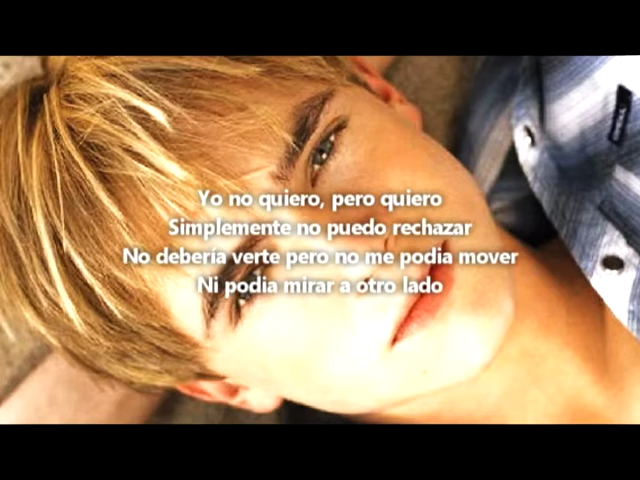 Yo no quiero, pero quiero
Simplemente no puedo rechazar
No debería verte pero no me podia mover
Ni podia mirar a otro lado